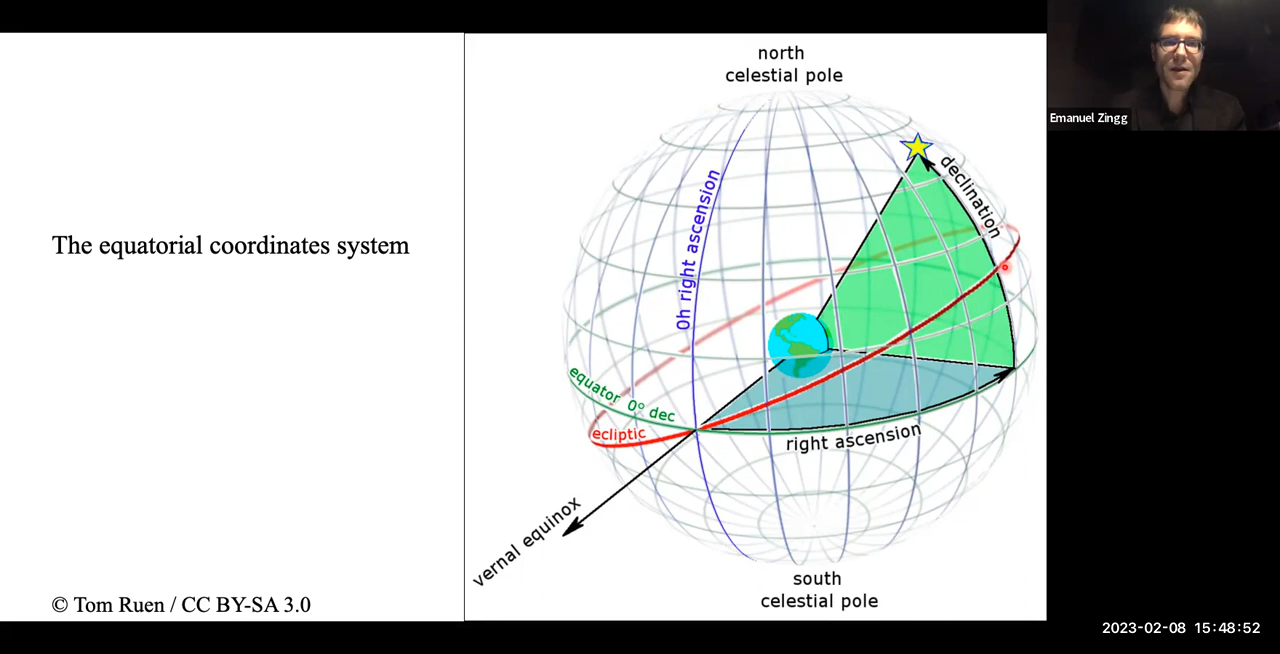 north
celestial pole
Emanuel Zingg
declination
0h right ascension
The equatorial coordinates system
equator 0° dec
ecliptic
right ascension
vernal equinox
south
celestial pole
© Tom Ruen / CC BY-SA 3.0
2023-02-08 15:48:52